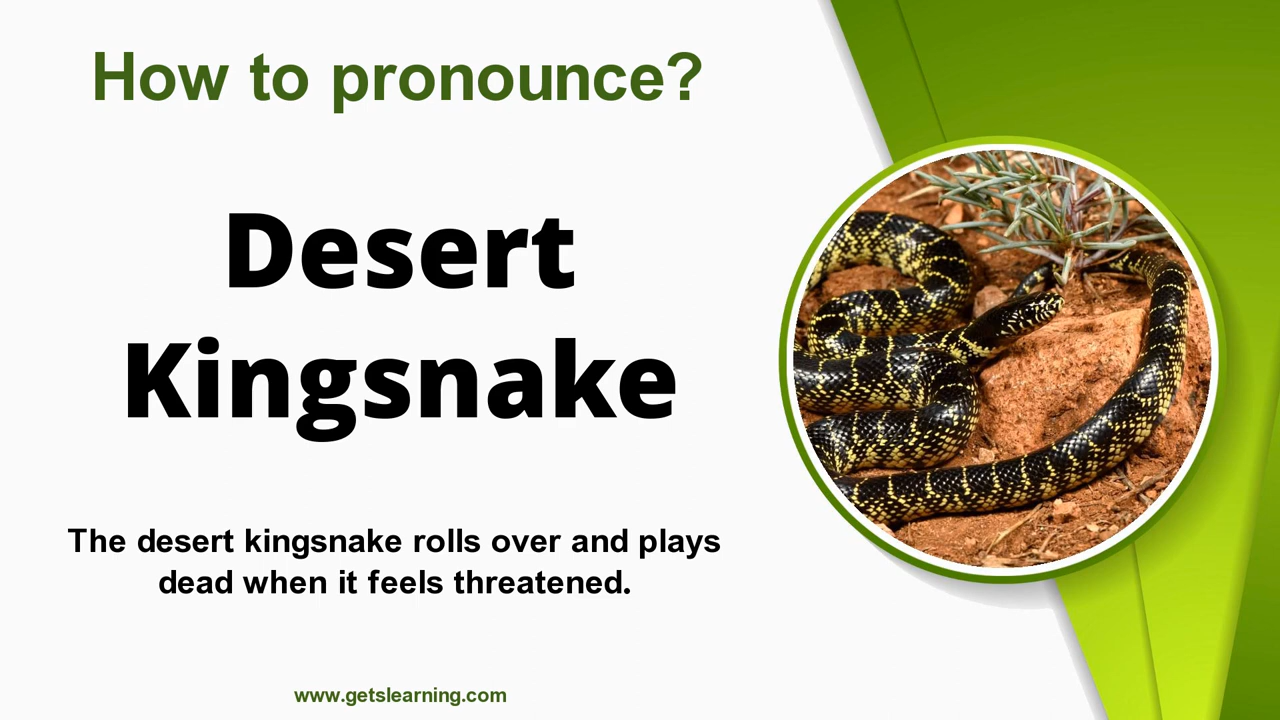 How to pronounce?
Desert
Kingsnake
The desert kingsnake rolls over and plays
dead when it feels threatened.
www.getslearning.com